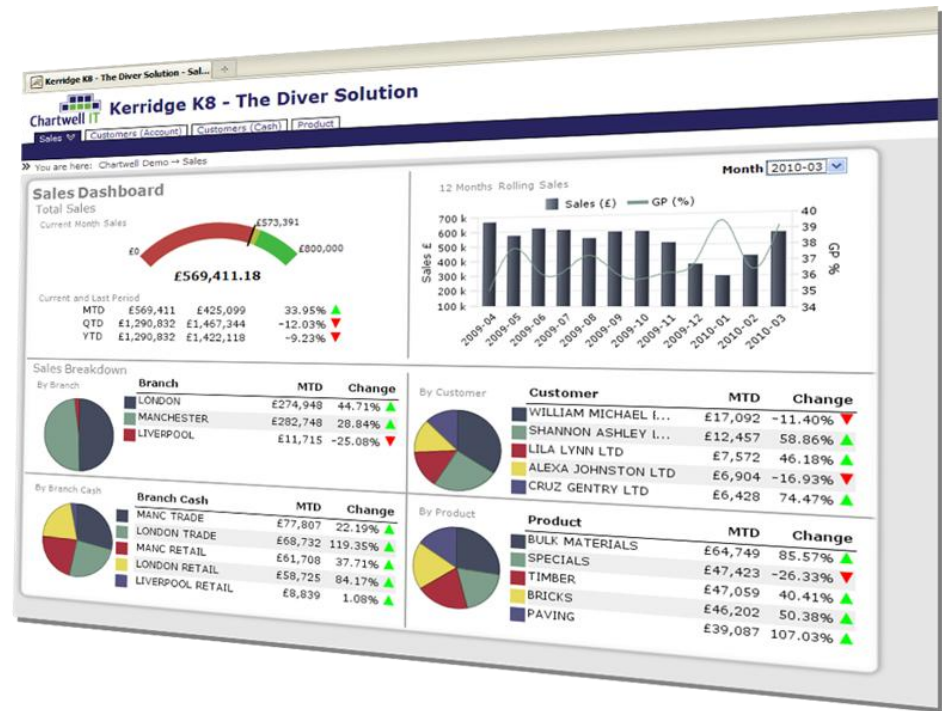 Kerridge K8 - The Diver Solution - Sal...
Chartwell IT
Kerridge K8 - The Diver Solution
Sales Customers (Account) Customers (Cash) Product
You are here: Chartwell Demo → Sales
Month 2010-03
Sales Dashboard
Total Sales
Current Month Sales
£0
£573,391
£800,000
£569,411.18
Current and Last Period
MTD £569,411 £425,099 33.95%
QTD £1,290,832 £1,467,344 -12.03%
YTD £1,290,832 £1,422,118 -9.23%
12 Months Rolling Sales
Sales (£) GP (%)
Sales £
700 k
600 k
500 k
400 k
300 k
200 k
100 k
40
39
38
37
36
35
34
GP %
2009-04 2009-05 2009-06 2009-07 2009-08 2009-09 2009-10 2009-11 2009-12 2010-01 2010-02 2010-03
Sales Breakdown
By Branch
Branch MTD Change
LONDON £274,948 44.71%
MANCHESTER £282,748 28.84%
LIVERPOOL £11,715 -25.08%
By Customer
Customer MTD Change
WILLIAM MICHAEL I... £17,092 -11.40%
SHANNON ASHLEY I... £12,457 58.86%
LILA LYNN LTD £7,572 46.18%
ALEXA JOHNSTON LTD £6,904 -16.93%
CRUZ GENTRY LTD £6,428 74.47%
By Branch Cash
Branch Cash MTD Change
MANC TRADE £77,807 22.19%
LONDON TRADE £68,732 119.35%
MANC RETAIL £61,708 37.71%
LONDON RETAIL £58,725 84.17%
LIVERPOOL RETAIL £8,839 1.08%
By Product
Product MTD Change
BULK MATERIALS £64,749 85.57%
SPECIALS £47,423 -26.33%
TIMBER £47,059 40.41%
BRICKS £46,202 50.38%
PAVING £39,087 107.03%